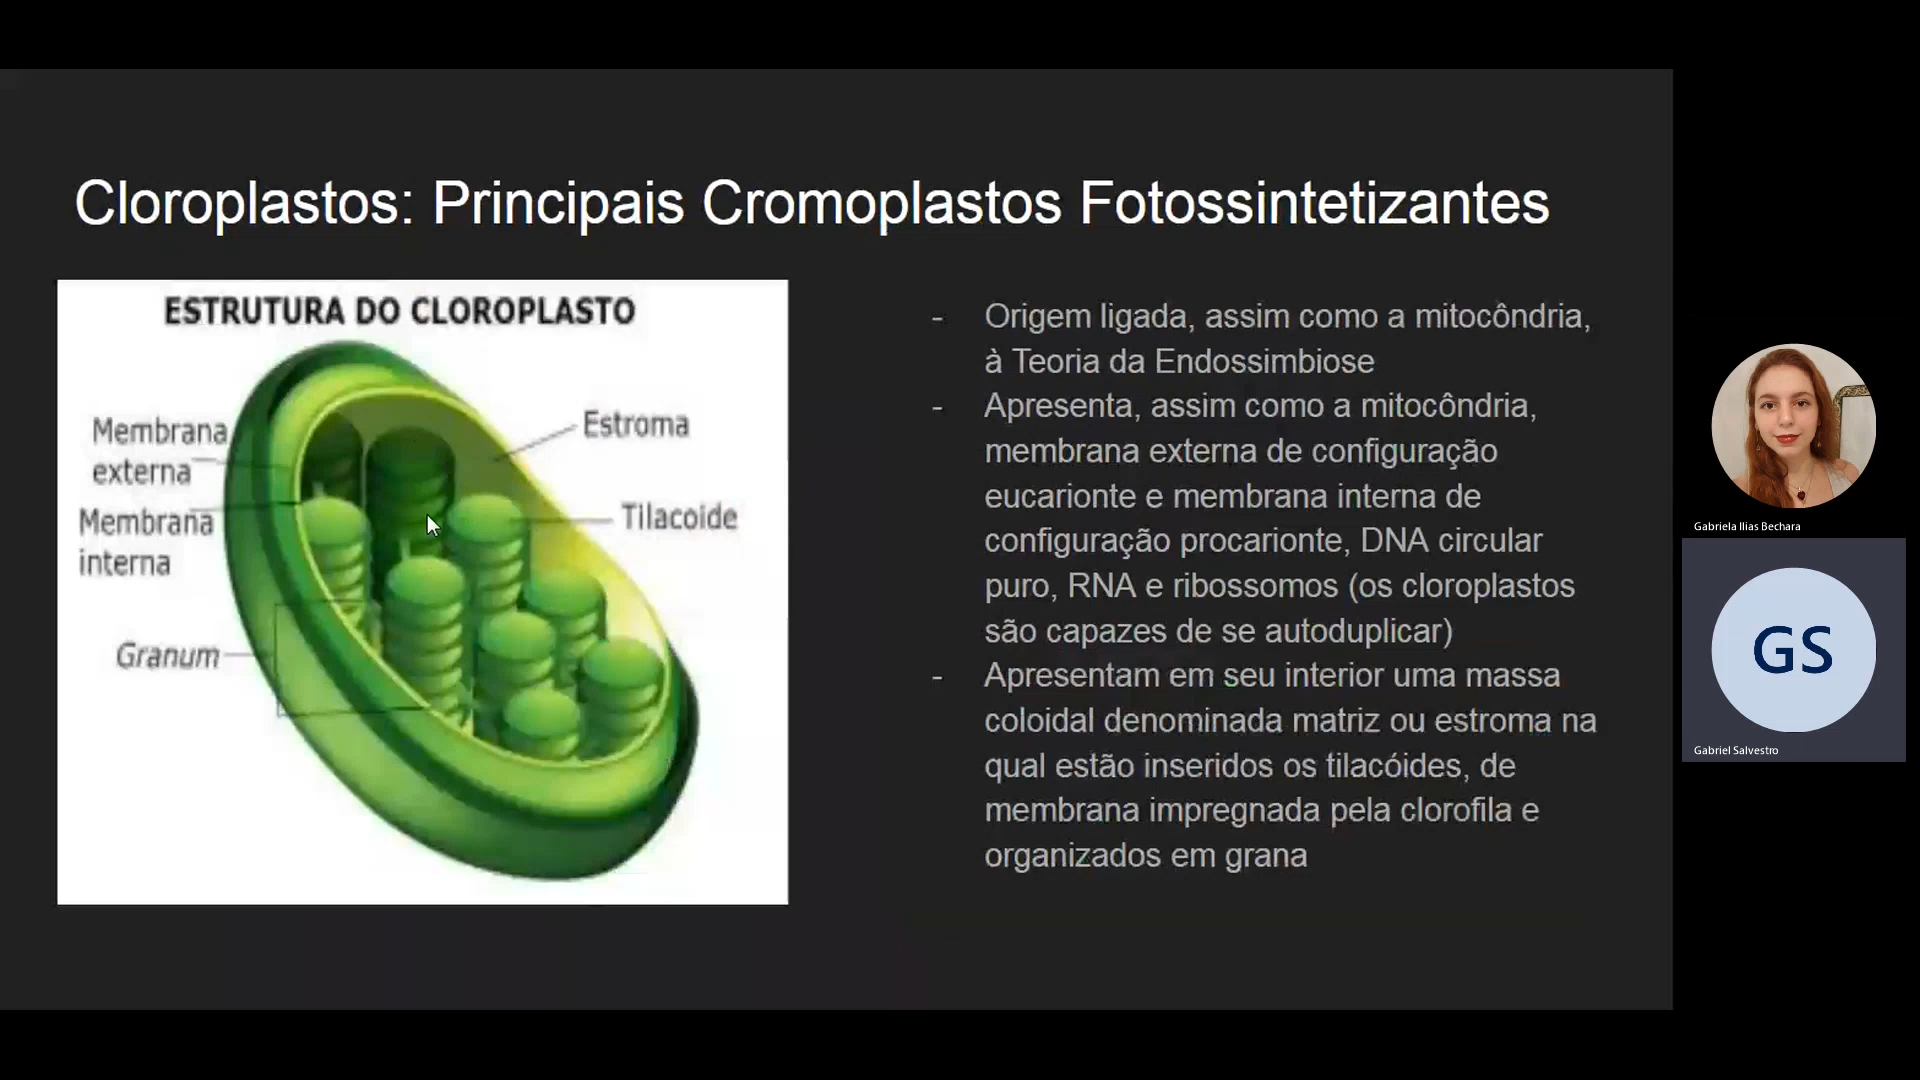 Cloroplastos: Principais Cromoplastos Fotossintetizantes
ESTRUTURA DO CLOROPLASTO
Membrana
externa
Membrana
interna
Granum
Estroma
Tilacoide
- Origem ligada, assim como a mitocôndria,
à Teoria da Endossimbiose
- Apresenta, assim como a mitocôndria,
membrana externa de configuração
eucarionte e membrana interna de
configuração procarionte, DNA circular
puro, RNA e ribossomos (os cloroplastos
são capazes de se autoduplicar)
- Apresentam em seu interior uma massa
coloidal denominada matriz ou estroma na
qual estão inseridos os tilacóides, de
membrana impregnada pela clorofila e
organizados em grana
Gabriela Ilias Bechara
GS
Gabriel Salvestro